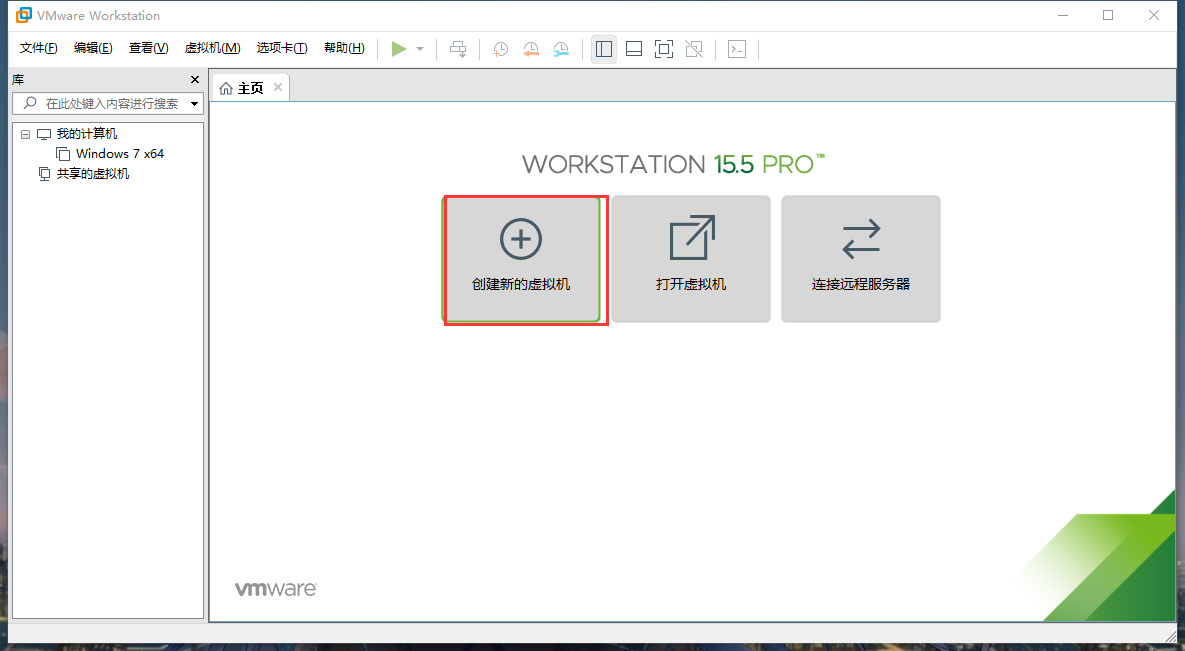 VMware Workstation
文件(F) 编辑(E) 查看(V) 虚拟机(M) 选项卡(T) 帮助(H)
库
在此处键入内容进行搜索
我的计算机
Windows 7 x64
共享的虚拟机
主页
WORKSTATION 15.5 PRO™
创建新的虚拟机
打开虚拟机
连接远程服务器
vmware